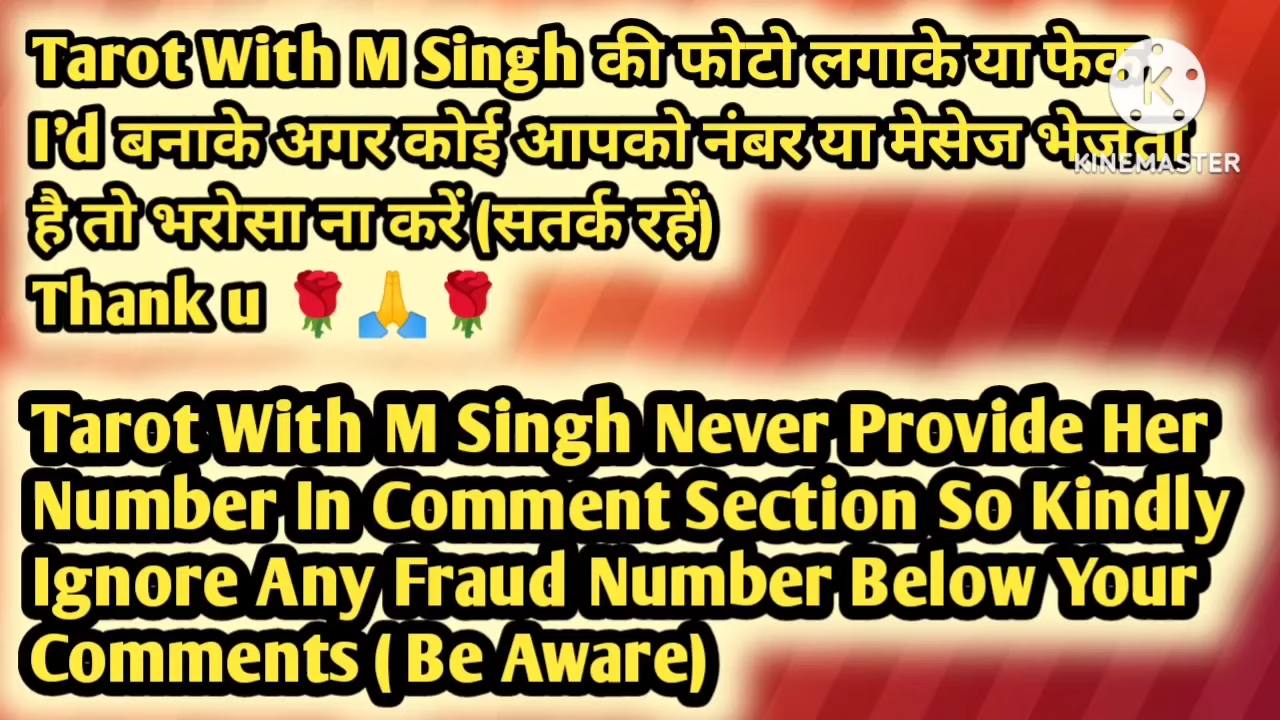 Tarot With M Singh की फोटो लगाके या फेक
I'd बनाके अगर कोई आपको नंबर या मेसेज भेजता
है तो भरोसा ना करें (सतर्क रहें)
Thank u 🌹🙏🌹
Tarot With M Singh Never Provide Her
Number In Comment Section So Kindly
Ignore Any Fraud Number Below Your
Comments ( Be Aware)
K
KINEMASTER